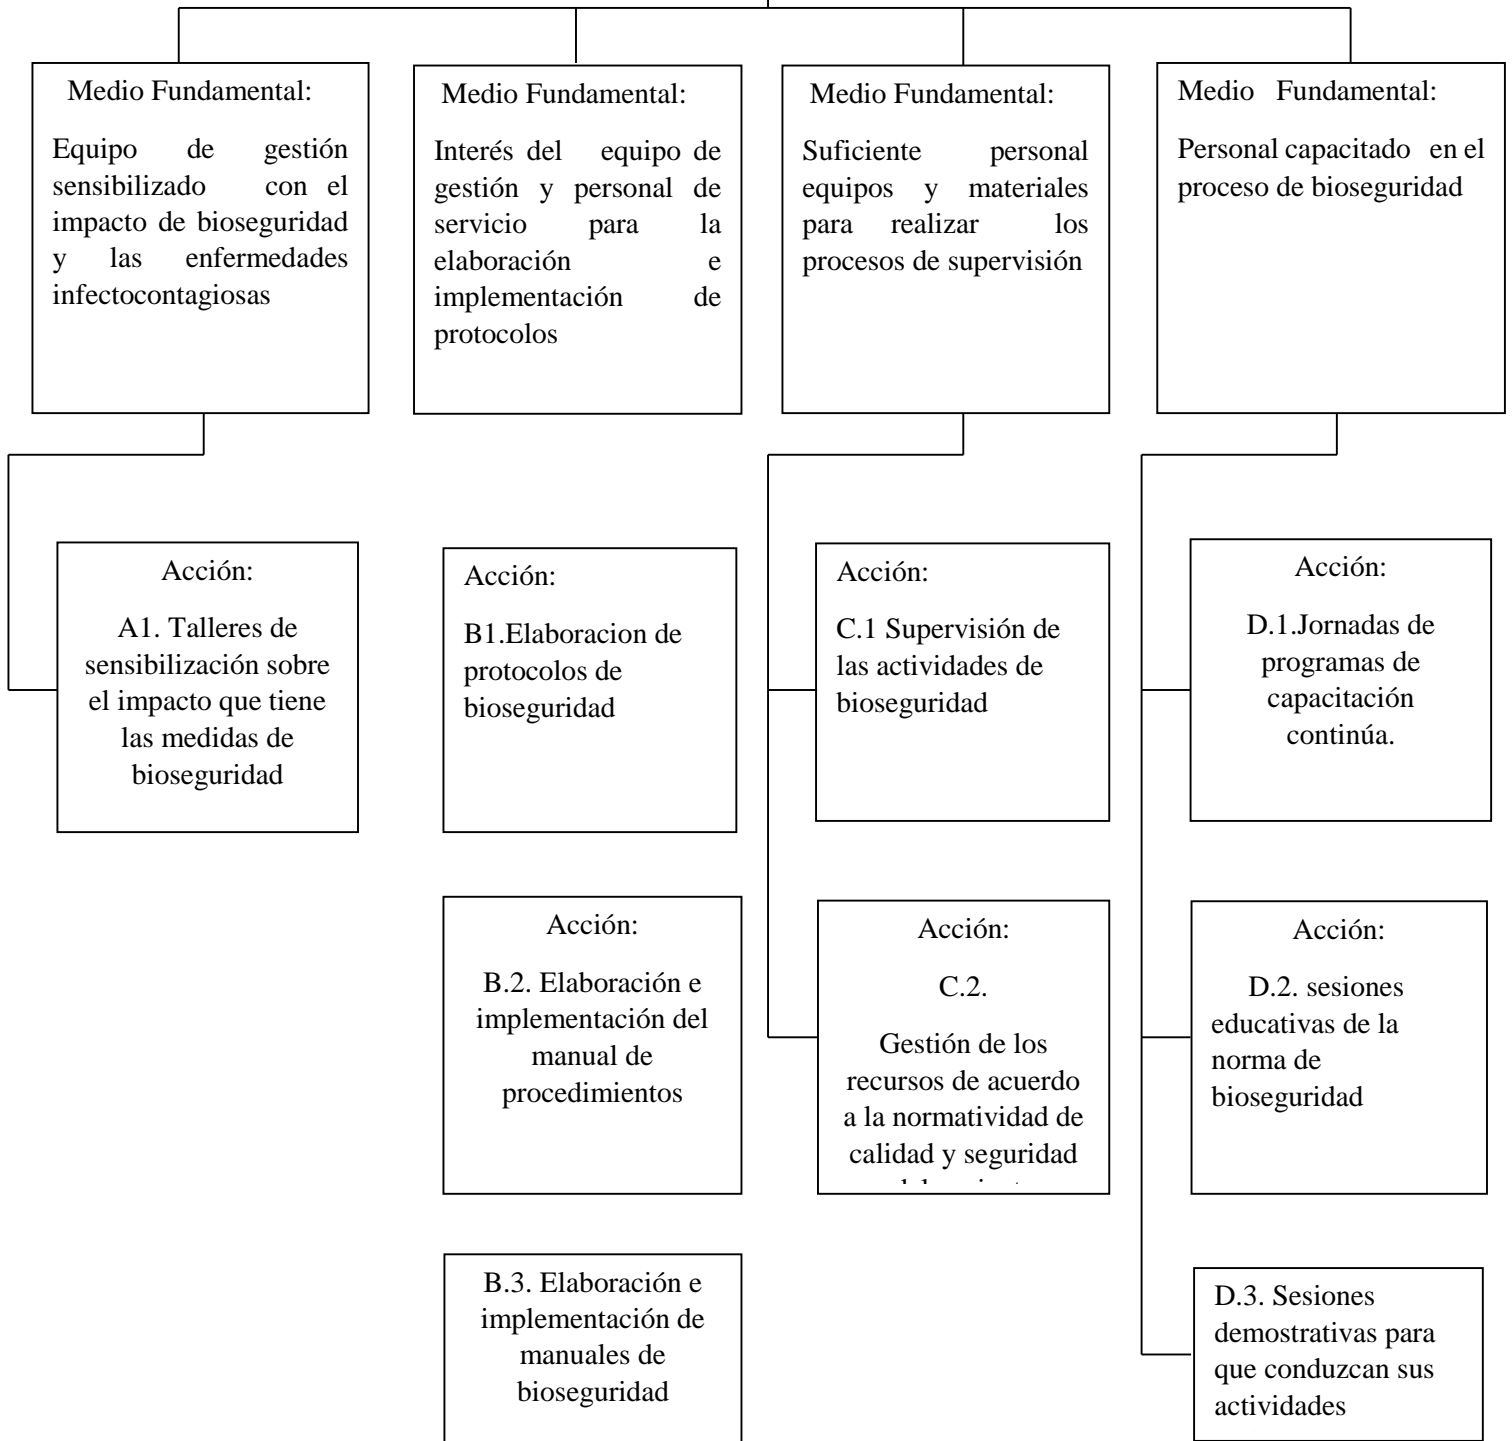 Medio Fundamental:
Equipo de gestión
sensibilizado con el
impacto de bioseguridad
y las enfermedades
infectocontagiosas
Medio Fundamental:
Interés del equipo de
gestión y personal de
servicio para la
elaboración e
implementación de
protocolos
Medio Fundamental:
Suficiente personal
equipos y materiales
para realizar los
procesos de supervisión
Medio Fundamental:
Personal capacitado en el
proceso de bioseguridad
Acción:
A1. Talleres de
sensibilización sobre
el impacto que tiene
las medidas de
bioseguridad
Acción:
B1.Elaboracion de
protocolos de
bioseguridad
Acción:
C.1 Supervisión de
las actividades de
bioseguridad
Acción:
D.1.Jornadas de
programas de
capacitación
continúa.
Acción:
B.2. Elaboración e
implementación del
manual de
procedimientos
Acción:
C.2.
Gestión de los
recursos de acuerdo
a la normatividad de
calidad y seguridad
Acción:
D.2. sesiones
educativas de la
norma de
bioseguridad
B.3. Elaboración e
implementación de
manuales de
bioseguridad
D.3. Sesiones
demostrativas para
que conduzcan sus
actividades